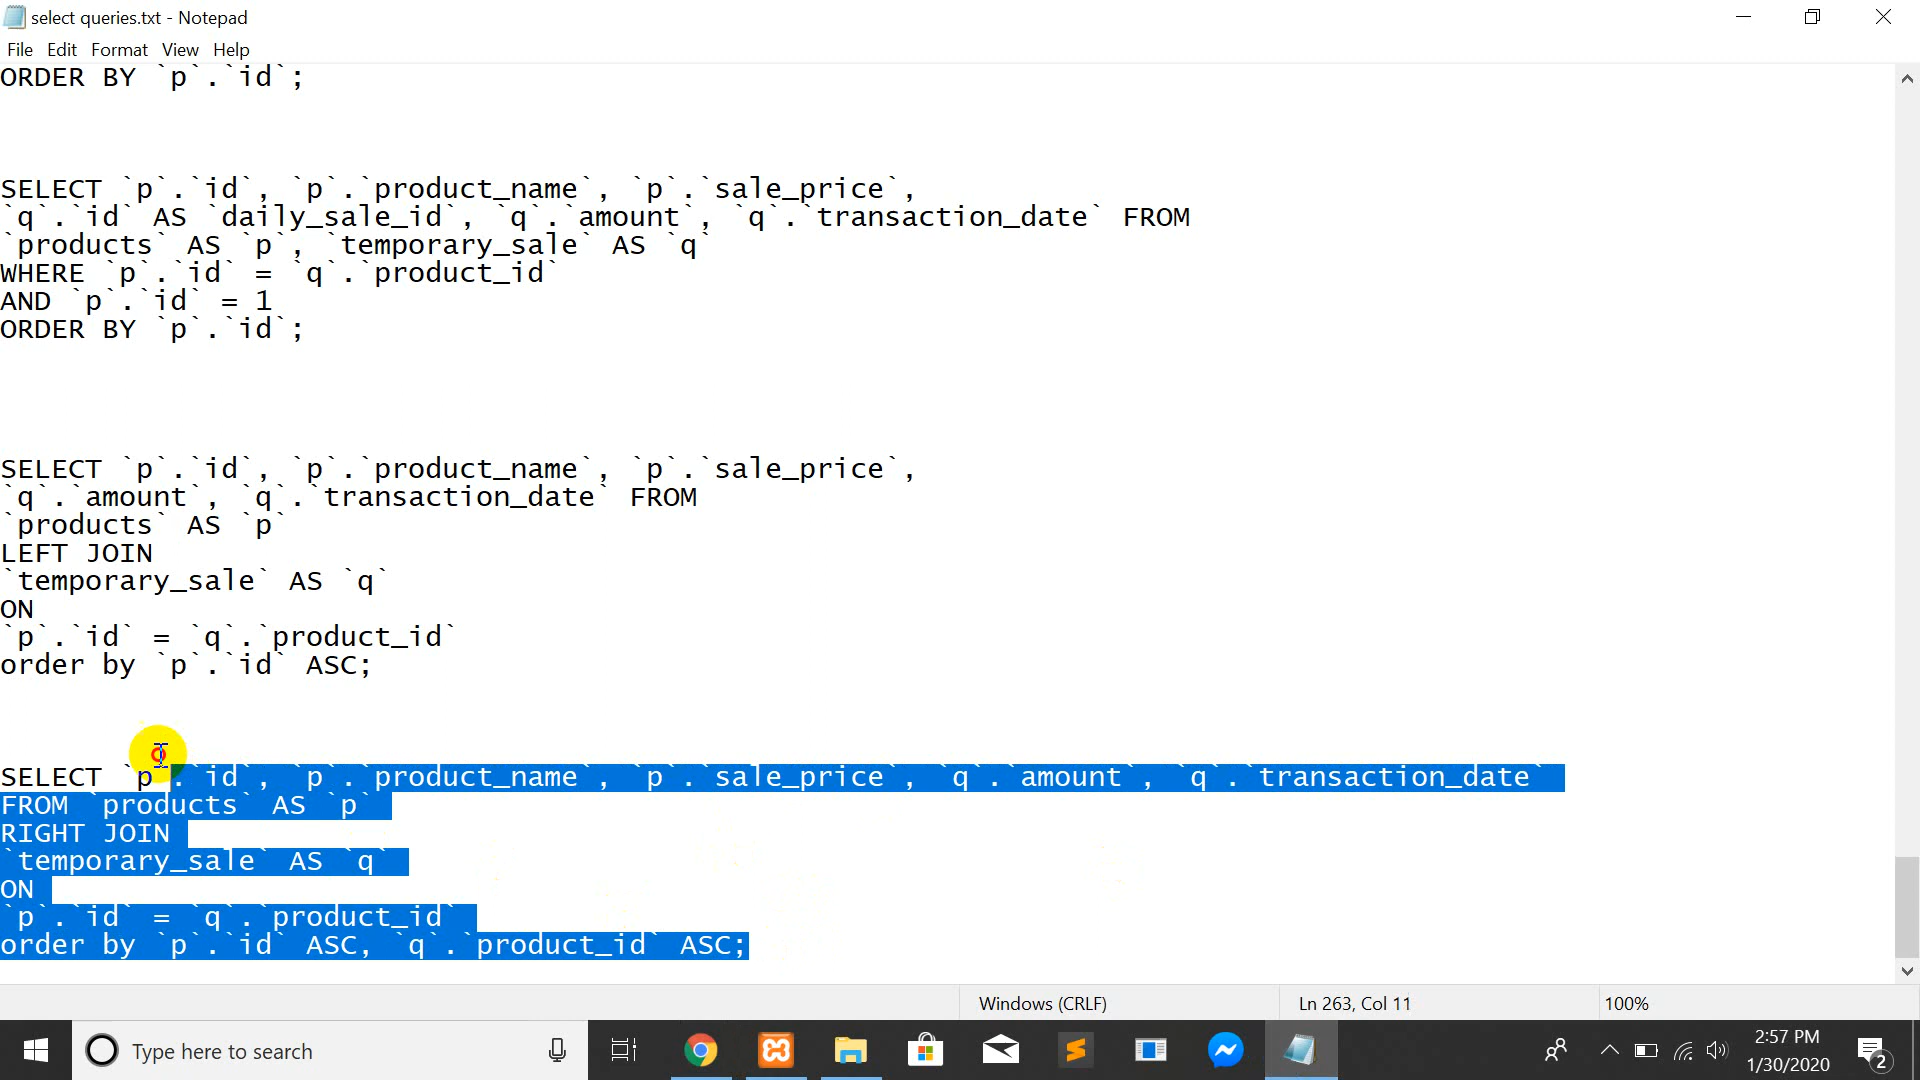 select queries.txt - Notepad
File Edit Format View Help
ORDER BY `p`.`id`;
SELECT `p`.`id`, `p`.`product_name`, `p`.`sale_price`,
`q`.`id` AS `daily_sale_id`, `q`.`amount`, `q`.`transaction_date` FROM
`products` AS `p`, `temporary_sale` AS `q`
WHERE `p`.`id` = `q`.`product_id`
AND `p`.`id` = 1
ORDER BY `p`.`id`;
SELECT `p`.`id`, `p`.`product_name`, `p`.`sale_price`,
`q`.`amount`, `q`.`transaction_date` FROM
`products` AS `p`
LEFT JOIN
`temporary_sale` AS `q`
ON
`p`.`id` = `q`.`product_id`
order by `p`.`id` ASC;
SELECT `p`.`id`, `p`.`product_name`, `p`.`sale_price`, `q`.`amount`, `q`.`transaction_date`
FROM `products` AS `p`
RIGHT JOIN
`temporary_sale` AS `q`
ON
`p`.`id` = `q`.`product_id`
order by `p`.`id` ASC, `q`.`product_id` ASC;
Windows (CRLF) Ln 263, Col 11 100%
Type here to search
2:57 PM
1/30/2020
2